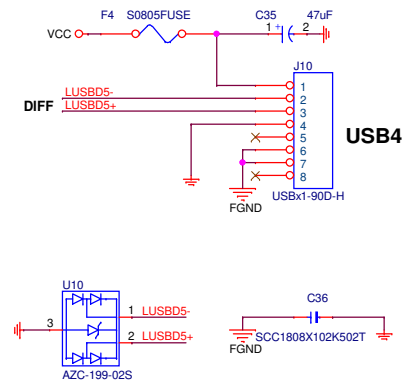 F4 S0805FUSE C35 47uF
VCC 1 + 2
J10
1
LUSBD5- 2
DIFF LUSBD5+ 3
4
5 USB4
6
7
8
FGND USBx1-90D-H
U10
C36
1 LUSBD5-
3
2 LUSBD5+
SCC1808X102K502T
FGND
AZC-199-02S